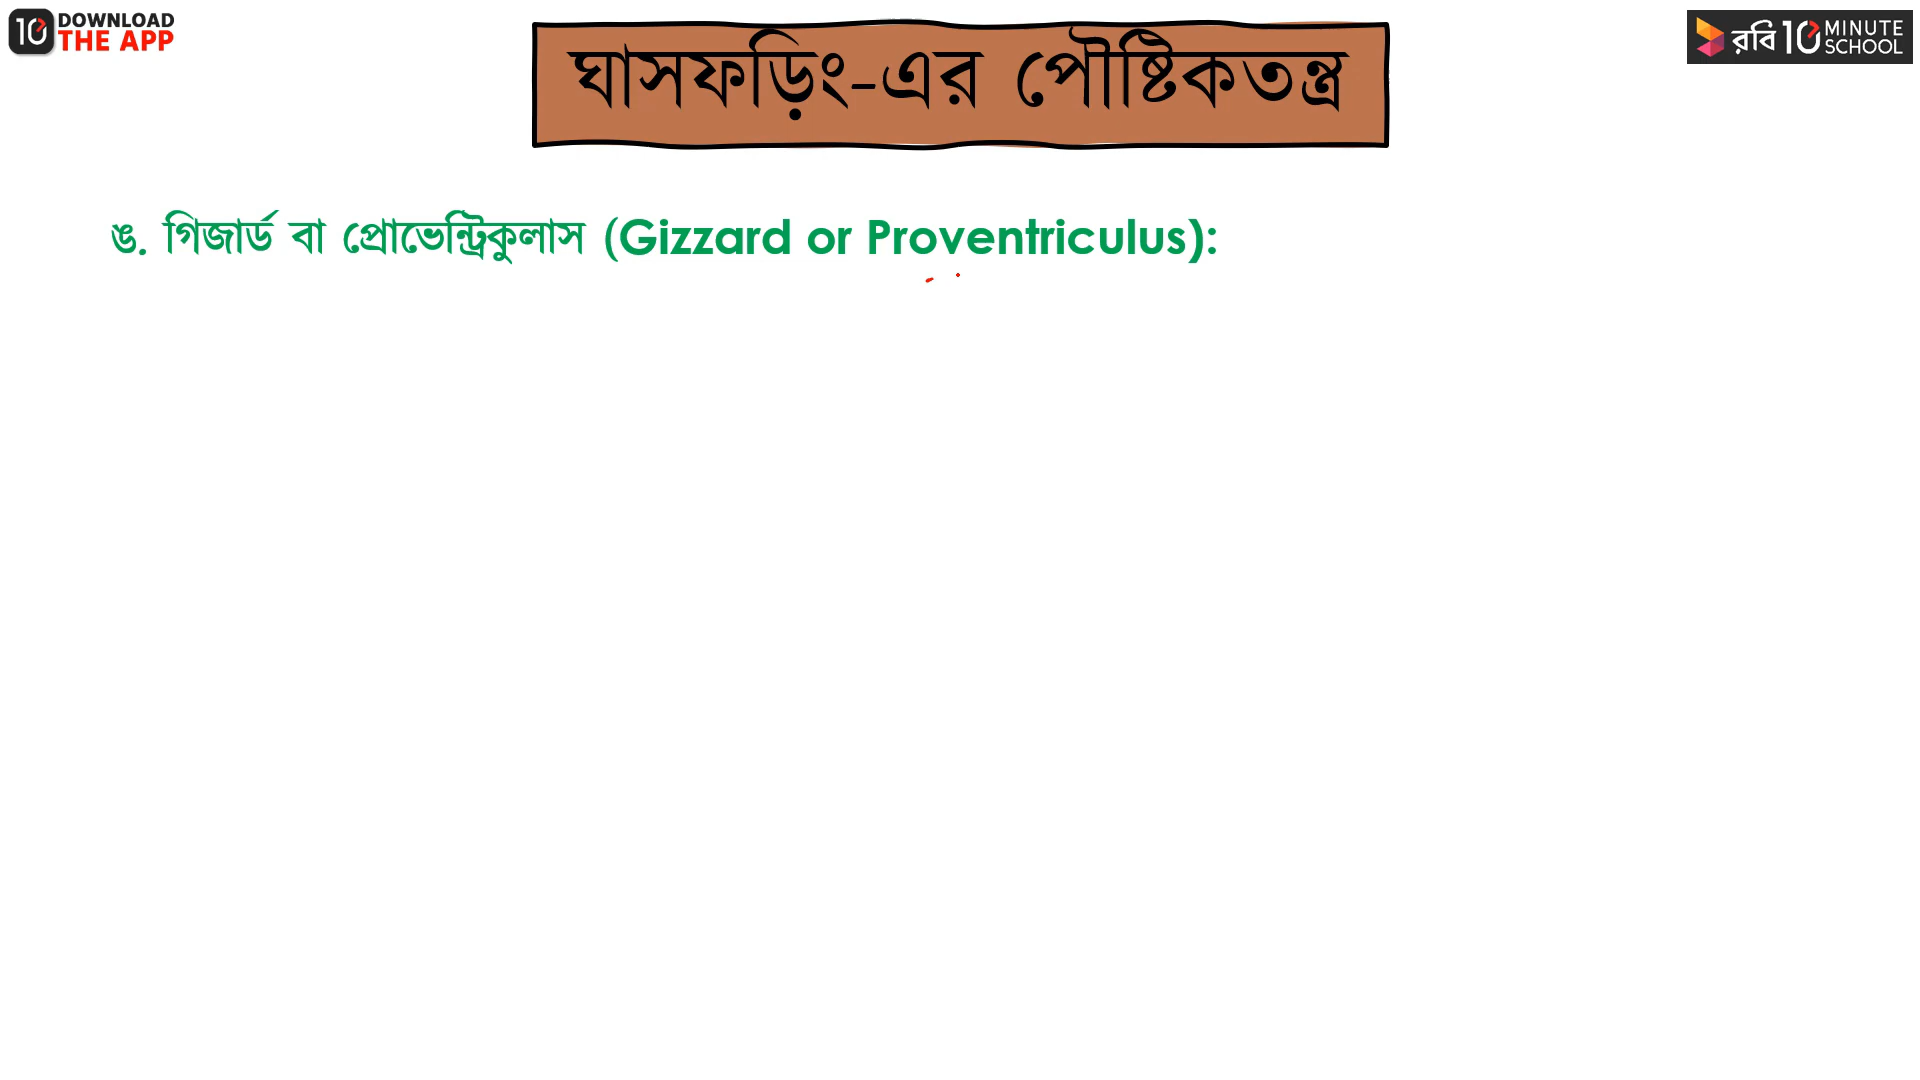 DOWNLOAD
THE APP
ঘাসফড়িং-এর পৌষ্টিকতন্ত্র
রবি 10 MINUTE SCHOOL
ঙ. গিজার্ড বা প্রোভেন্ট্রিকুলাস (Gizzard or Proventriculus):